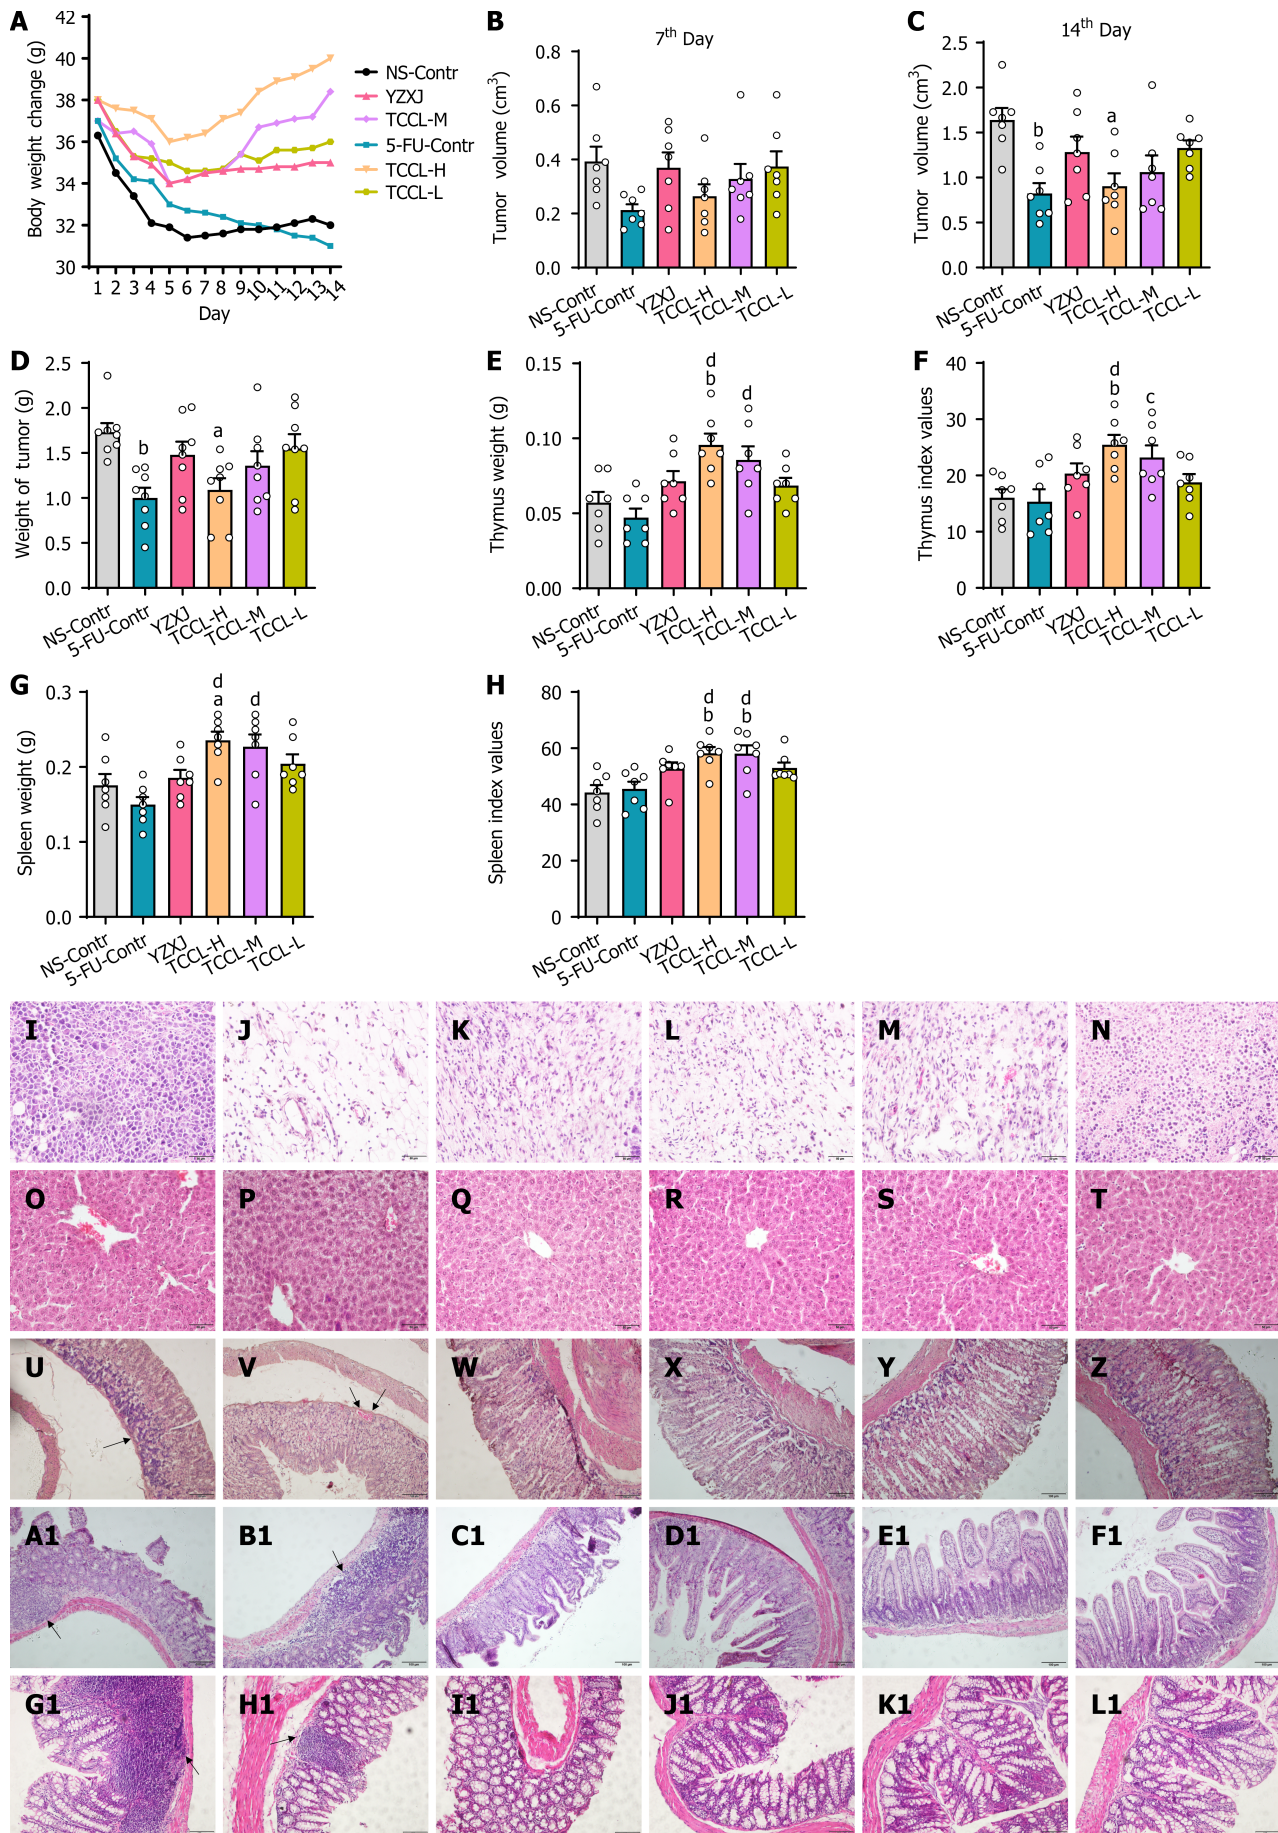 A
Body weight change (g)
42
40
38
36
34
32
30
1 2 3 4 5 6 7 8 9 10 11 12 13 14
Day
NS-Contr
YZXJ
TCCL-M
5-FU-Contr
TCCL-H
TCCL-L
B
7th Day
Tumor volume (cm3)
0.8
0.6
0.4
0.2
0.0
NS-Contr
5-FU-Contr
YZXJ
TCCL-H
TCCL-M
TCCL-L
C
14th Day
Tumor volume (cm3)
2.5
2.0
1.5
1.0
0.5
0.0
b
a
NS-Contr
5-FU-Contr
YZXJ
TCCL-H
TCCL-M
TCCL-L
D
Weight of tumor (g)
2.5
2.0
1.5
1.0
0.5
0.0
b
a
NS-Contr
5-FU-Contr
YZXJ
TCCL-H
TCCL-M
TCCL-L
E
Thymus weight (g)
0.15
0.10
0.05
0.00
d
b
d
NS-Contr
5-FU-Contr
YZXJ
TCCL-H
TCCL-M
TCCL-L
F
Thymus index values
40
30
20
10
0
d
b
c
NS-Contr
5-FU-Contr
YZXJ
TCCL-H
TCCL-M
TCCL-L
G
Spleen weight (g)
0.3
0.2
0.1
0.0
d
a
d
NS-Contr
5-FU-Contr
YZXJ
TCCL-H
TCCL-M
TCCL-L
H
Spleen index values
80
60
40
20
0
d
b
d
b
NS-Contr
5-FU-Contr
YZXJ
TCCL-H
TCCL-M
TCCL-L
I J K L M N
O P Q R S T
U V W X Y Z
A1 B1 C1 D1 E1 F1
G1 H1 I1 J1 K1 L1